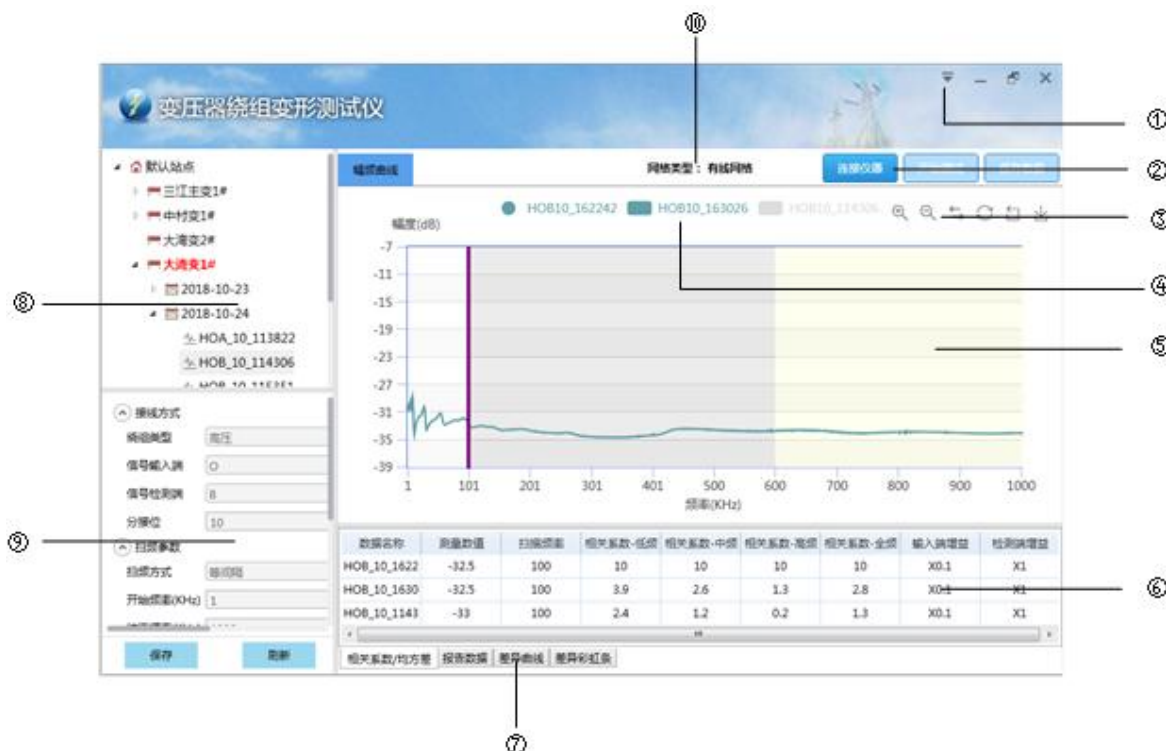 ⑩
变压器绕组变形测试仪
①
默认站点
幅频曲线
网络类型：有线网络
连接仪器
②
三江主变1#
中村变1#
大湾变2#
大湾变1#
2018-10-23
2018-10-24
HOA_10_113822
HOB_10_114306
HOB_10_115351
⑧
HOB10_162242
HOB10_163026
HOB10_114306
③
幅度(dB)
④
⑤
-7
-11
-15
-19
-23
-27
-31
-35
-39
1 101 201 301 401 500 600 700 800 900 1000
频率(KHz)
接线方式
绕组类型 高压
信号输入端 O
信号检测端 B
分接位 10
⑨
扫频参数
扫频方式 等间隔
开始频率(KHz) 1
保存
刷新
数据名称 测量数值 扫描频率 相关系数-低频 相关系数-中频 相关系数-高频 相关系数-全频 输入端增益 检测端增益
HOB_10_1622 -32.5 100 10 10 10 10 X0.1 X1
HOB_10_1630 -32.5 100 3.9 2.6 1.3 2.8 X0.1 X1
HOB_10_1143 -33 100 2.4 1.2 0.2 1.3 X0.1 X1
⑥
相关系数/均方差 报告数据 差异曲线 差异彩虹条
⑦